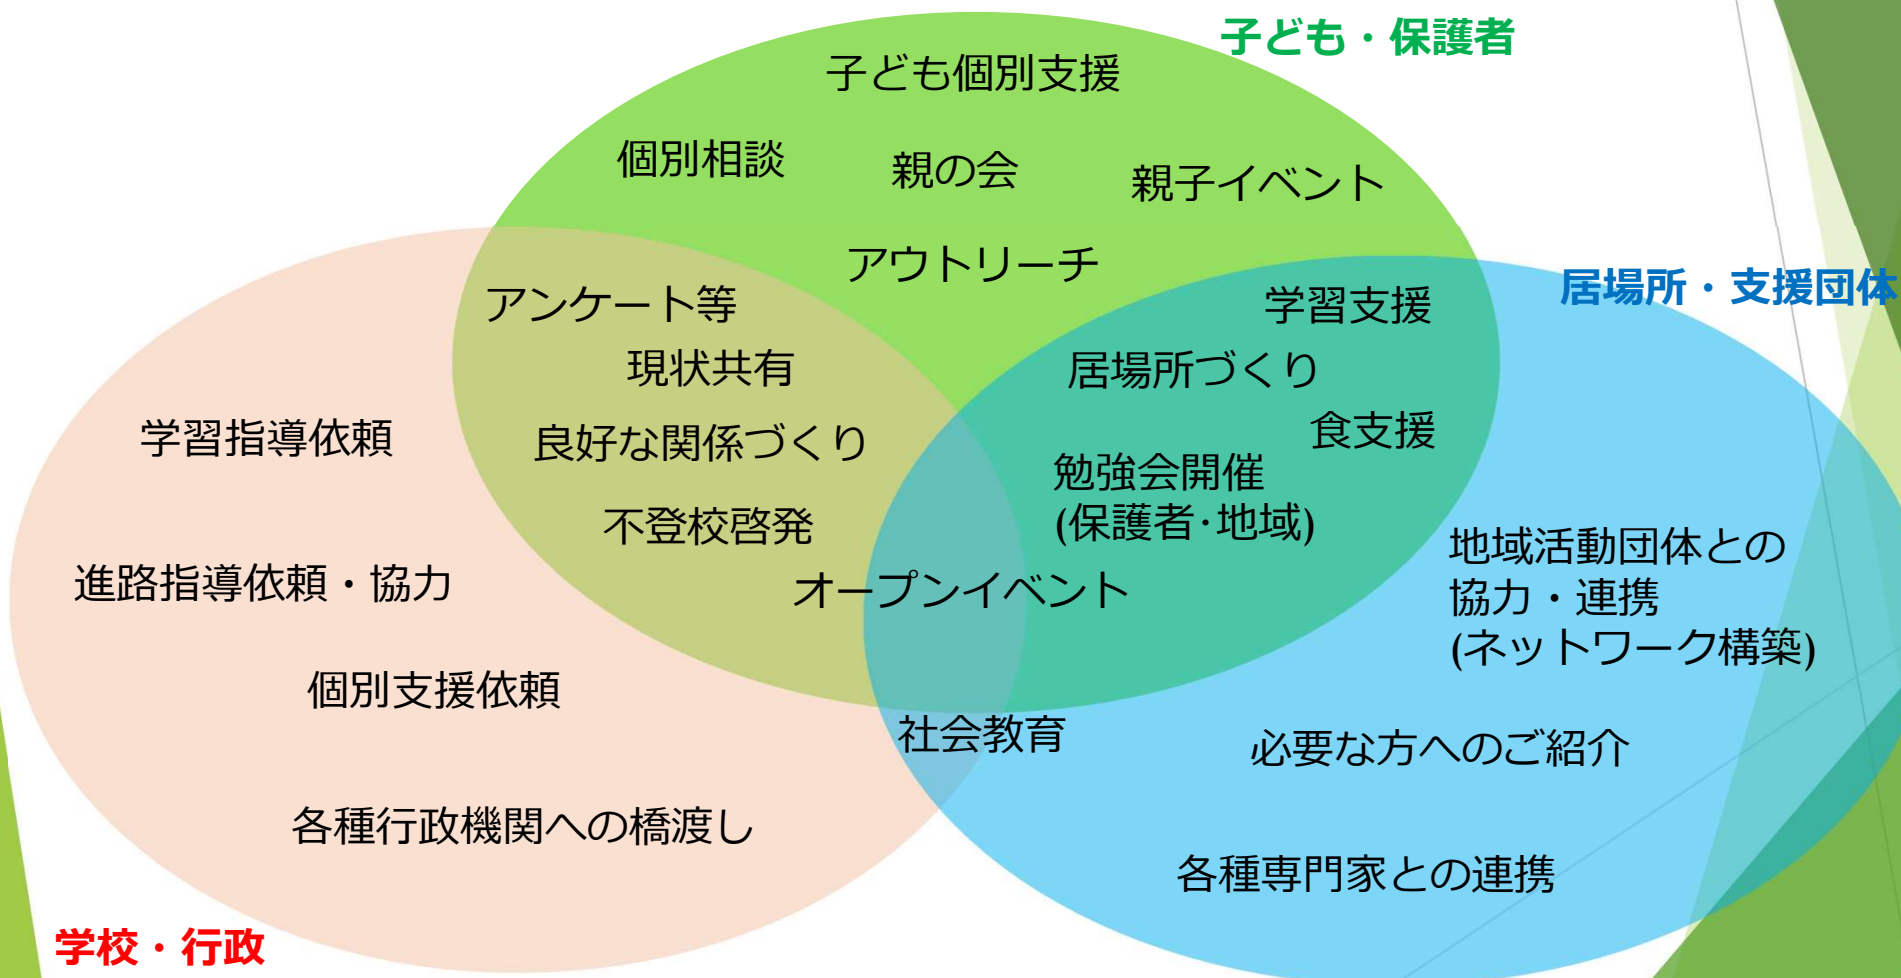 子ども・保護者
子ども個別支援
個別相談
親の会
親子イベント
アウトリーチ
居場所・支援団体
アンケート等
学習支援
現状共有
居場所づくり
学習指導依頼
良好な関係づくり
食支援
勉強会開催
(保護者･地域)
不登校啓発
地域活動団体との
協力・連携
(ネットワーク構築)
進路指導依頼・協力
オープンイベント
個別支援依頼
社会教育
必要な方へのご紹介
各種行政機関への橋渡し
各種専門家との連携
学校・行政